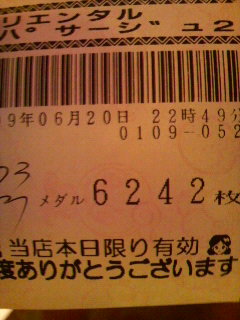 リエンタル
パサージュ2
9年06月20日 22時49分
0109-052
03
メダル 6242枚
当店本日限り有効
度ありがとうございます